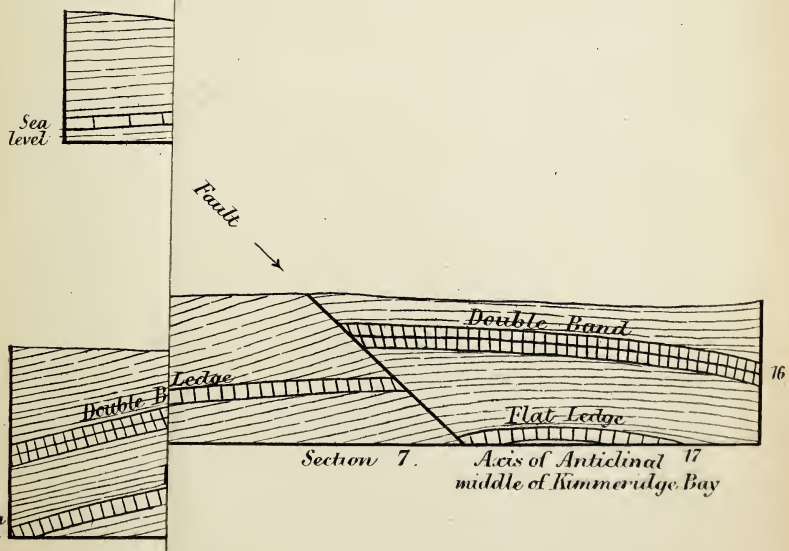 Sea
level
Fault
Double Band
16
Ledge
Double B
Flat Ledge
Section 7.
Axis of Anticlinal 17
middle of Kimmeridge Bay
a